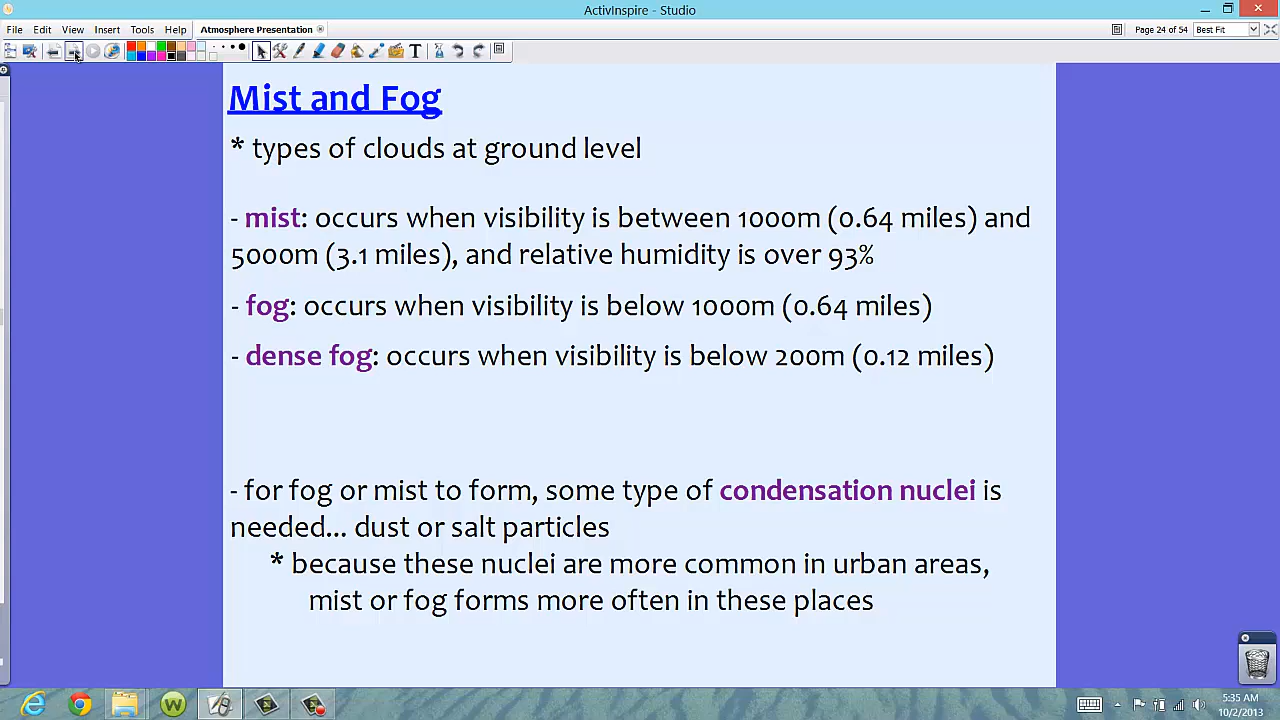 ActivInspire - Studio
File Edit View Insert Tools Help Atmosphere Presentation Page 24 of 54 Best Fit
Mist and Fog
* types of clouds at ground level
- mist: occurs when visibility is between 1000m (0.64 miles) and
5000m (3.1 miles), and relative humidity is over 93%
- fog: occurs when visibility is below 1000m (0.64 miles)
- dense fog: occurs when visibility is below 200m (0.12 miles)
- for fog or mist to form, some type of condensation nuclei is
needed... dust or salt particles
* because these nuclei are more common in urban areas,
mist or fog forms more often in these places
5:35 AM
10/2/2013